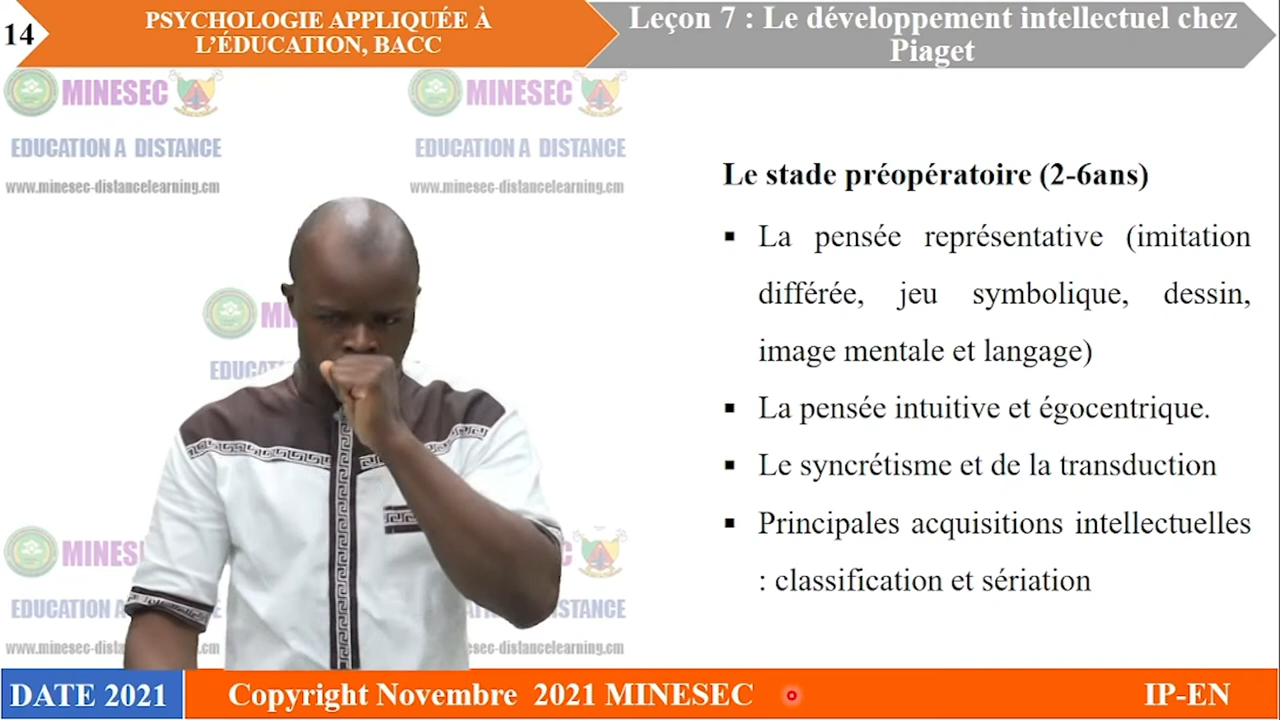 14
PSYCHOLOGIE APPLIQUÉE À
L'ÉDUCATION, BACC
Leçon 7 : Le développement intellectuel chez
Piaget
MINESEC
MINESEC
EDUCATION A DISTANCE
EDUCATION A DISTANCE
www.minesec-distancelearning.cm
www.minesec-distancelearning.cm
Le stade préopératoire (2-6ans)
▪ La pensée représentative (imitation
différée, jeu symbolique, dessin,
image mentale et langage)
▪ La pensée intuitive et égocentrique.
▪ Le syncrétisme et de la transduction
▪ Principales acquisitions intellectuelles
: classification et sériation
DATE 2021
Copyright Novembre 2021 MINESEC
IP-EN